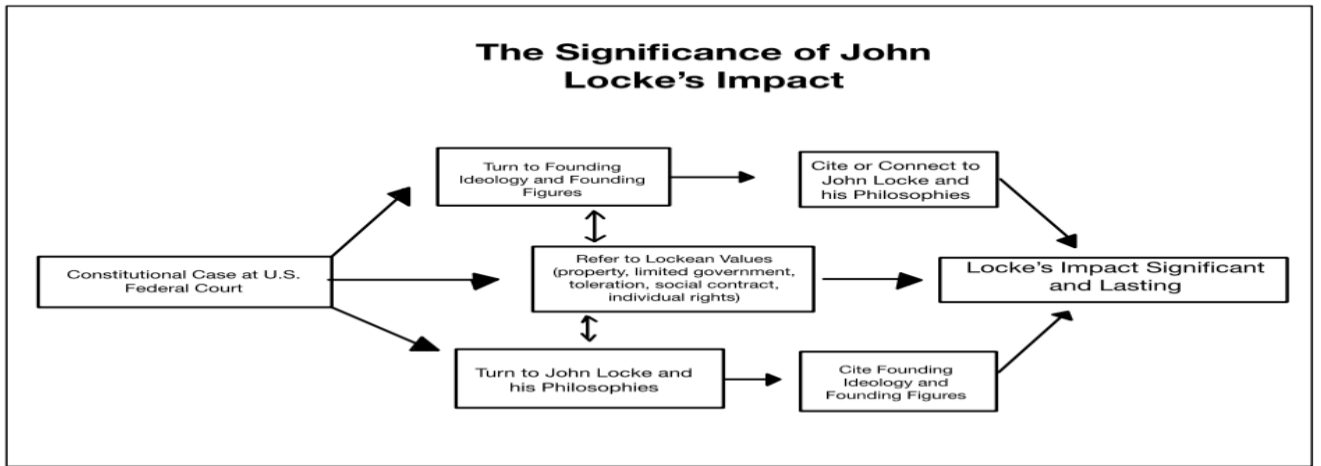 The Significance of John
Locke's Impact
Turn to Founding
Ideology and Founding
Figures
Cite or Connect to
John Locke and
his Philosophies
Constitutional Case at U.S.
Federal Court
Refer to Lockean Values
(property, limited government,
toleration, social contract,
individual rights)
Locke's Impact Significant
and Lasting
Turn to John Locke and
his Philosophies
Cite Founding
Ideology and
Founding Figures